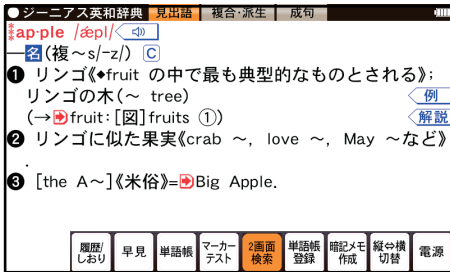 ●ジーニアス英和辞典 見出語 複合・派生 成句
⁑ap·ple /ǽpl/
―名(複～s/-z/) C
❶ リンゴ《◆fruit の中で最も典型的なものとされる》;
リンゴの木(～ tree) 例
(→fruit:[図]fruits ①) 解説
❷ リンゴに似た果実《crab ～, love ～, May ～など》
.
❸ [the A～]《米俗》=Big Apple.
履歴/しおり 早見 単語帳 マーカーテスト 2画面検索 単語帳登録 暗記メモ作成 縦⇔横切替 電源